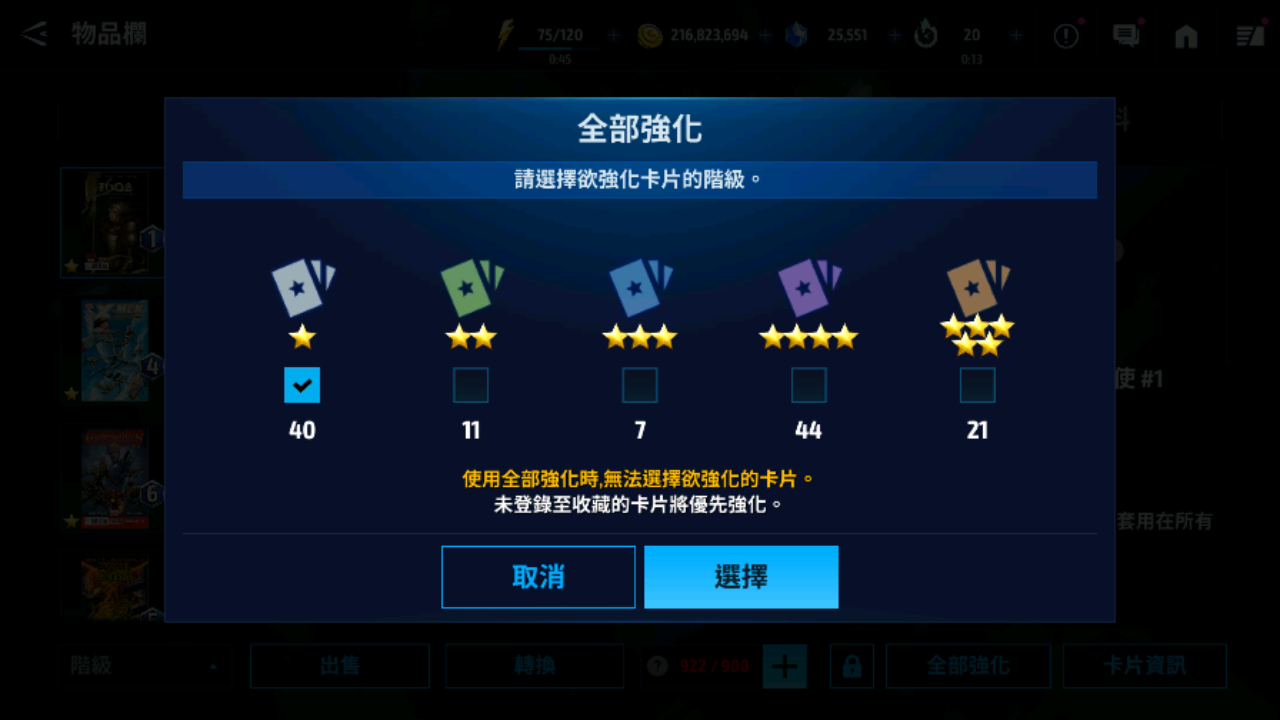 物品欄
75/120
0:45
216,823,694
25,551
20
0:13
全部強化
請選擇欲強化卡片的階級。
40
11
7
44
21
使用全部強化時,無法選擇欲強化的卡片。
未登錄至收藏的卡片將優先強化。
取消
選擇
1
4
6
使 #1
套用在所有
階級
出售
轉換
922 / 900
全部強化
卡片資訊